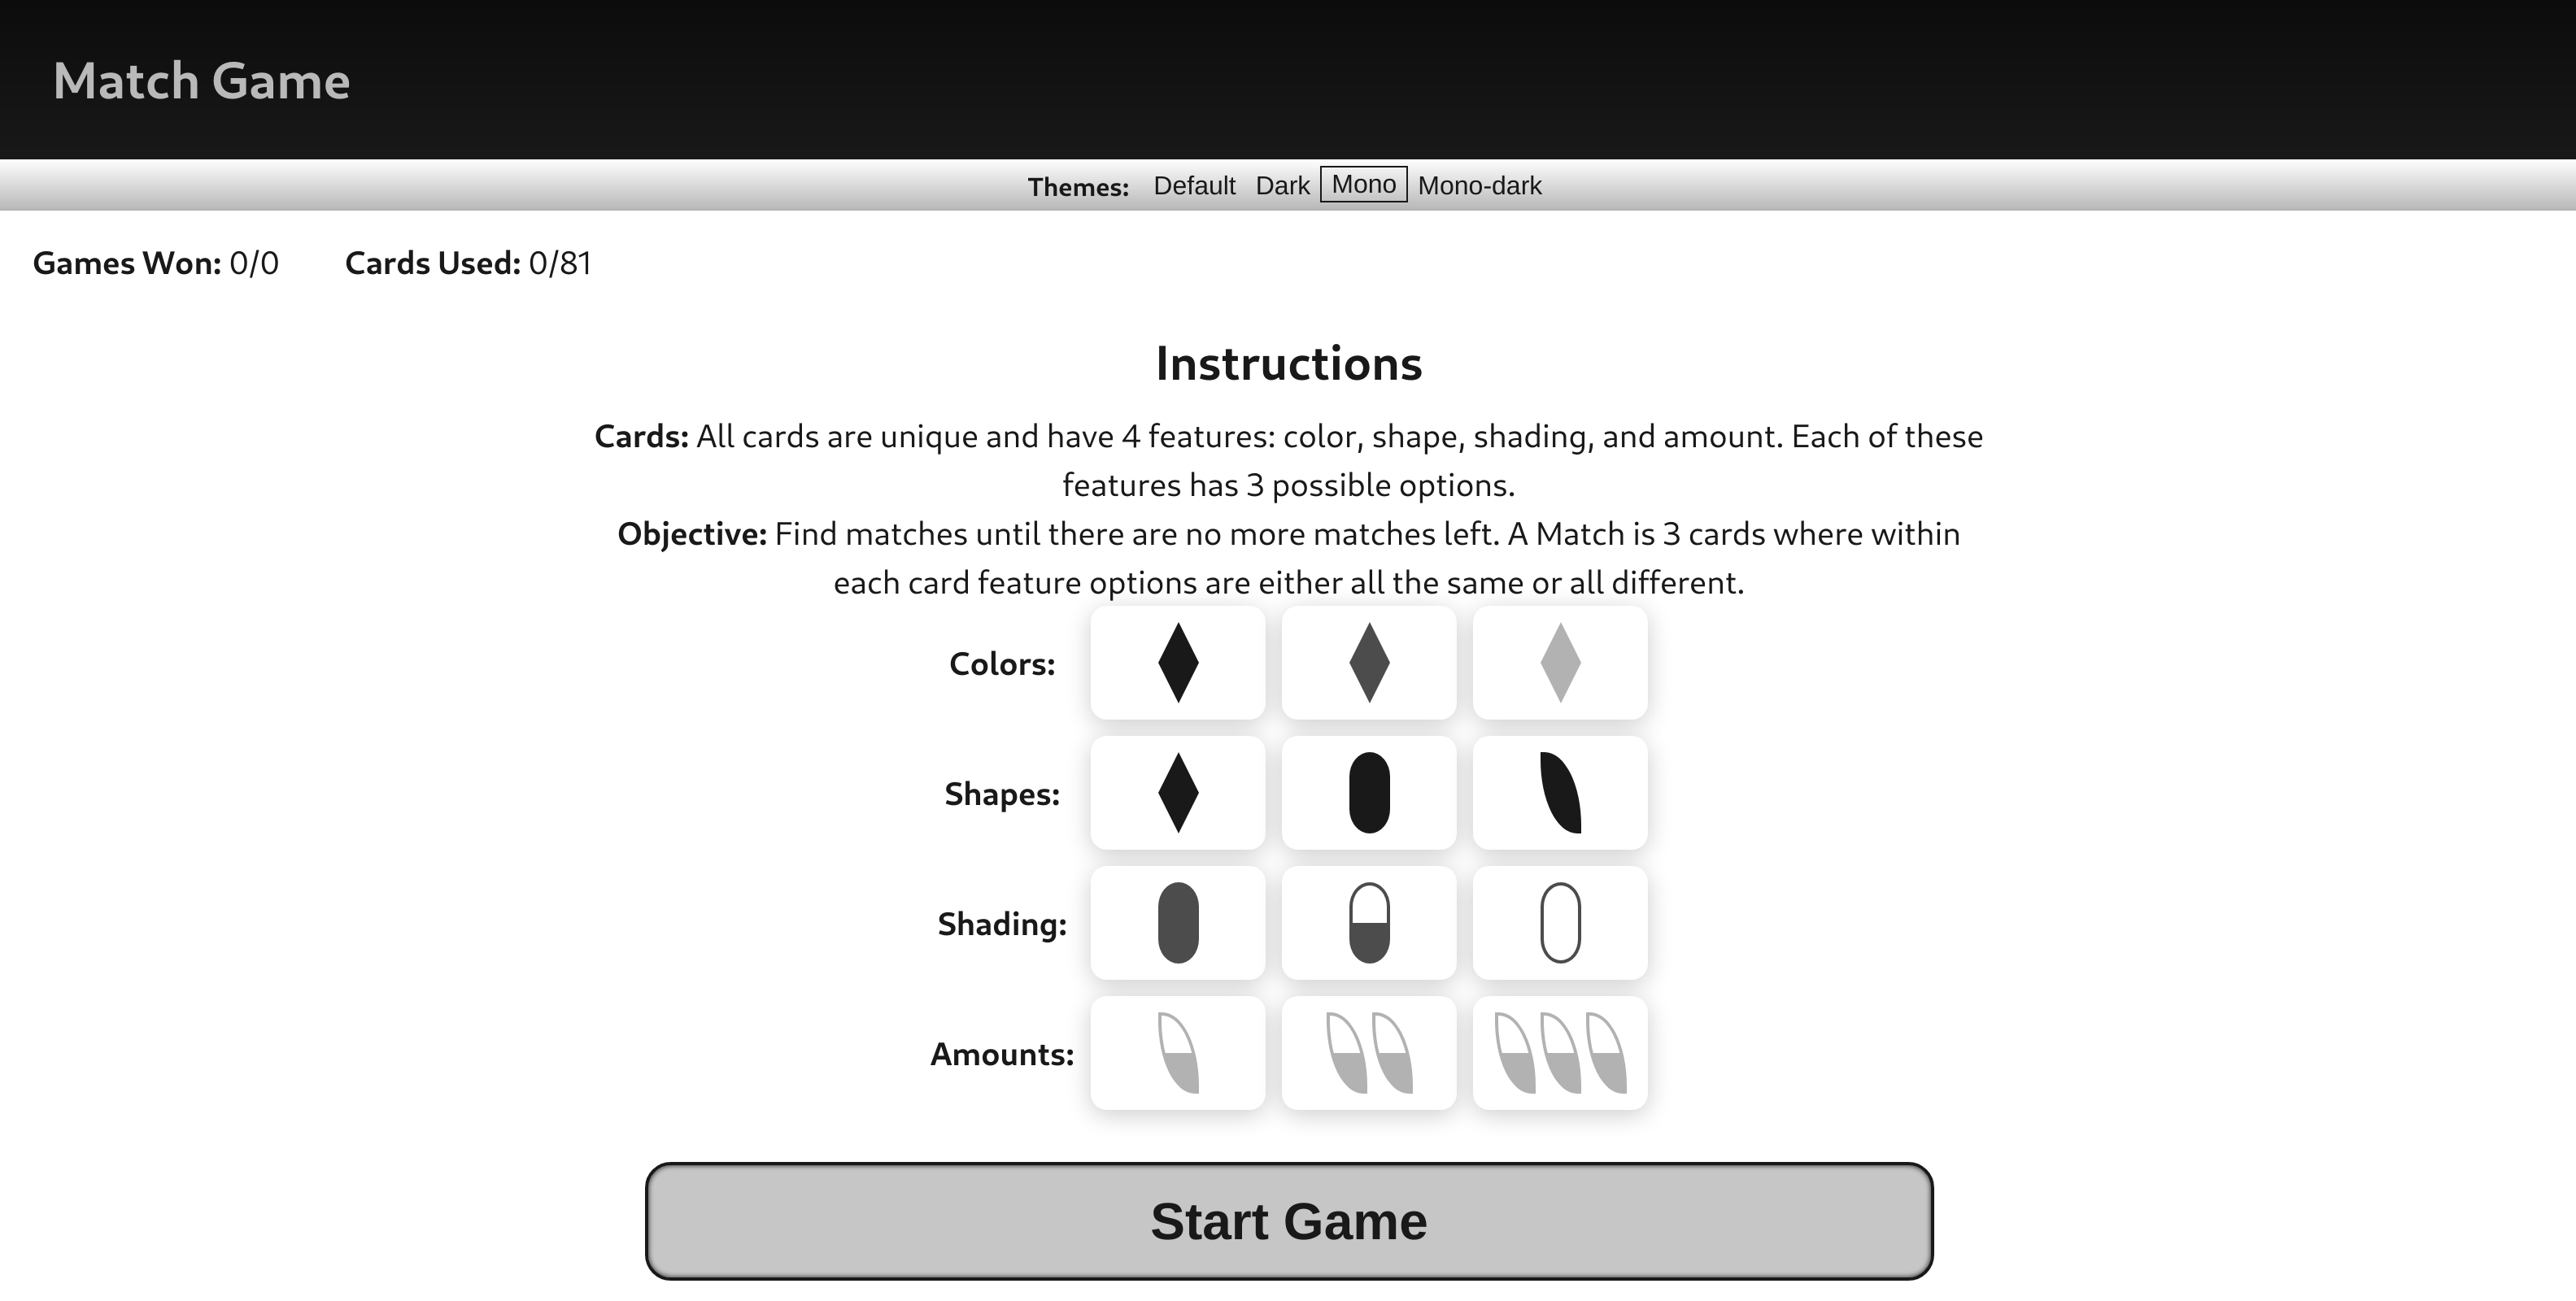 Match Game
Themes: Default Dark Mono Mono-dark
Games Won: 0/0 Cards Used: 0/81
Instructions
Cards: All cards are unique and have 4 features: color, shape, shading, and amount. Each of these
features has 3 possible options.
Objective: Find matches until there are no more matches left. A Match is 3 cards where within
each card feature options are either all the same or all different.
Colors:
Shapes:
Shading:
Amounts:
Start Game